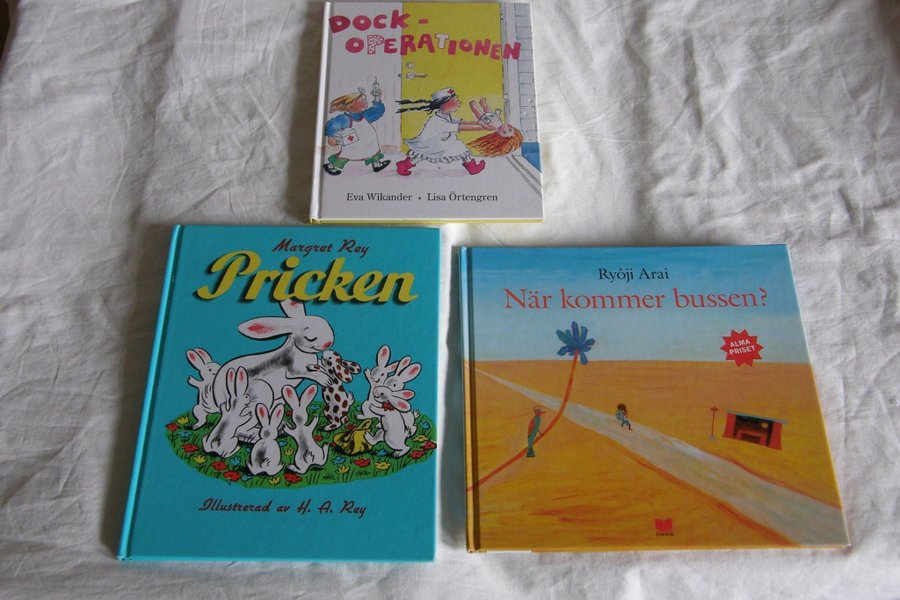 DOCK-
OPERATIONEN
Eva Wikander • Lisa Örtengren
Margret Rey
Pricken
Illustrerad av H. A. Rey
Ryôji Arai
När kommer bussen?
ALMA
PRISET